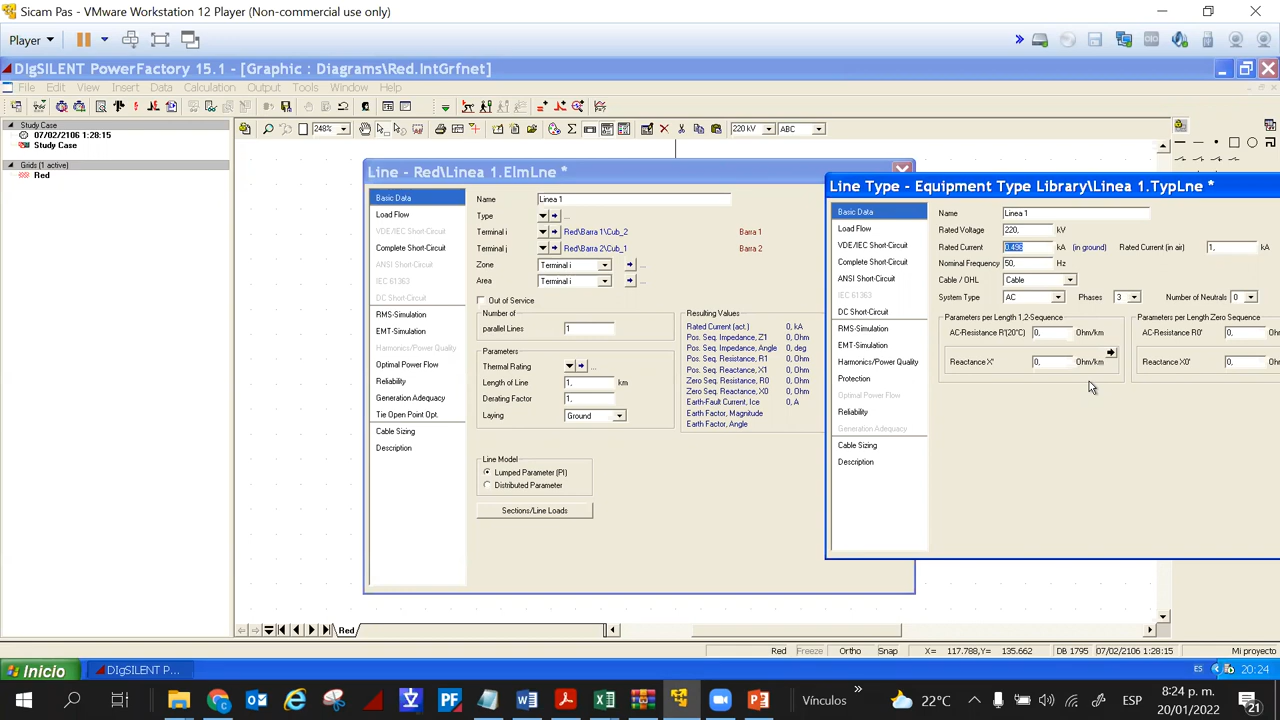 Sicam Pas - VMware Workstation 12 Player (Non-commercial use only)
Player
DIgSILENT PowerFactory 15.1 - [Graphic : Diagrams\Red.IntGrfnet]
File Edit View Insert Data Calculation Output Tools Window Help
Study Case
07/02/2106 1:28:15
Study Case
Grids (1 active)
Red
248%
220 kV
ABC
Line - Red\Linea 1.ElmLne *
Basic Data
Load Flow
VDE/IEC Short-Circuit
Complete Short-Circuit
ANSI Short-Circuit
IEC 61363
DC Short-Circuit
RMS-Simulation
EMT-Simulation
Harmonics/Power Quality
Optimal Power Flow
Reliability
Generation Adequacy
Tie Open Point Opt.
Cable Sizing
Description
Name Linea 1
Type ...
Terminal i Red\Barra 1\Cub_2 Barra 1
Terminal j Red\Barra 2\Cub_1 Barra 2
Zone Terminal i ...
Area Terminal i ...
Out of Service
Number of
parallel Lines 1
Parameters
Thermal Rating ...
Length of Line 1, km
Derating Factor 1,
Laying Ground
Resulting Values
Rated Current (act.) 0, kA
Pos. Seq. Impedance, Z1 0, Ohm
Pos. Seq. Impedance, Angle 0, deg
Pos. Seq. Resistance, R1 0, Ohm
Pos. Seq. Reactance, X1 0, Ohm
Zero Seq. Resistance, R0 0, Ohm
Zero Seq. Reactance, X0 0, Ohm
Earth-Fault Current, Ice 0, A
Earth Factor, Magnitude
Earth Factor, Angle
Line Model
Lumped Parameter (PI)
Distributed Parameter
Sections/Line Loads
Line Type - Equipment Type Library\Linea 1.TypLne *
Basic Data
Load Flow
VDE/IEC Short-Circuit
Complete Short-Circuit
ANSI Short-Circuit
IEC 61363
DC Short-Circuit
RMS-Simulation
EMT-Simulation
Harmonics/Power Quality
Protection
Optimal Power Flow
Reliability
Generation Adequacy
Cable Sizing
Description
Name Linea 1
Rated Voltage 220, kV
Rated Current 0,496 kA (in ground) Rated Current (in air) 1, kA
Nominal Frequency 50, Hz
Cable / OHL Cable
System Type AC Phases 3 Number of Neutrals 0
Parameters per Length 1,2-Sequence
AC-Resistance R'(20°C) 0, Ohm/km
Reactance X' 0, Ohm/km
Parameters per Length Zero Sequence
AC-Resistance R0' 0, Ohm
Reactance X0' 0, Ohm
Red
Red Freeze Ortho Snap X= 117.788,Y= 135.662 DB 1795 07/02/2106 1:28:15 Mi proyecto
Inicio
DIgSILENT P...
ES
20:24
Vínculos
22°C
ESP
8:24 p. m.
20/01/2022
21